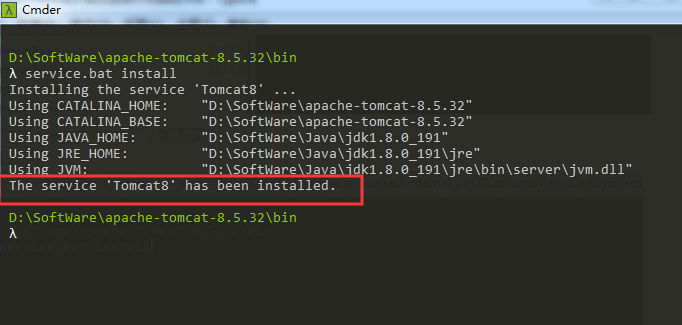 λ Cmder
D:\SoftWare\apache-tomcat-8.5.32\bin
λ service.bat install
Installing the service 'Tomcat8' ...
Using CATALINA_HOME:    "D:\SoftWare\apache-tomcat-8.5.32"
Using CATALINA_BASE:    "D:\SoftWare\apache-tomcat-8.5.32"
Using JAVA_HOME:        "D:\SoftWare\Java\jdk1.8.0_191"
Using JRE_HOME:         "D:\SoftWare\Java\jdk1.8.0_191\jre"
Using JVM:              "D:\SoftWare\Java\jdk1.8.0_191\jre\bin\server\jvm.dll"
The service 'Tomcat8' has been installed.
D:\SoftWare\apache-tomcat-8.5.32\bin
λ